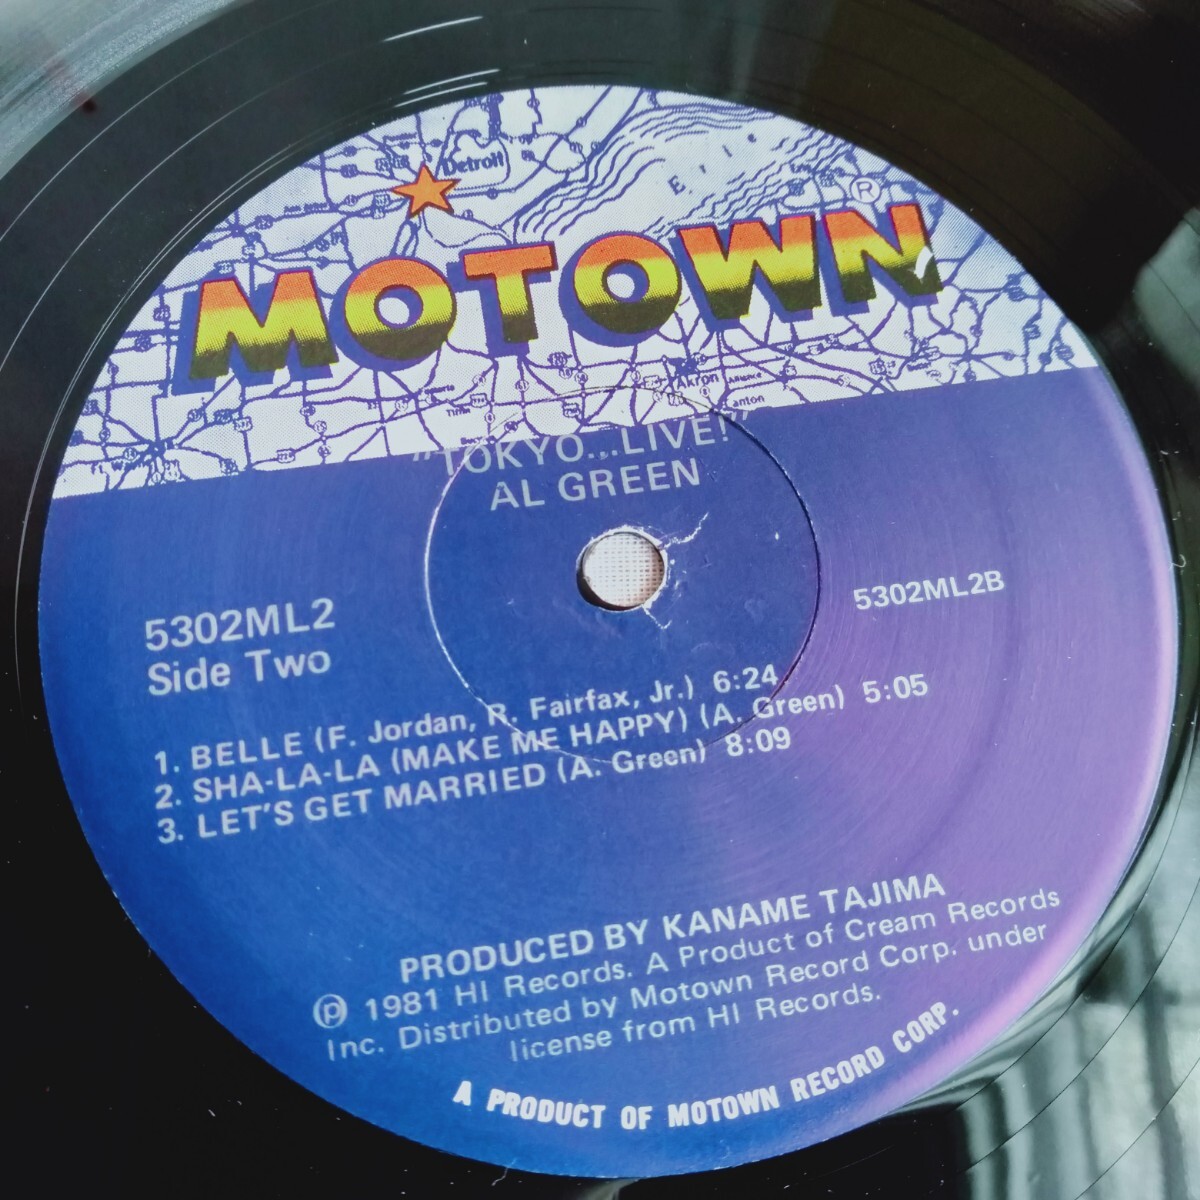 Detroit
Erie
MOTOWN®
Akron
"TOKYO...LIVE!"
AL GREEN
5302ML2
Side Two
5302ML2B
1. BELLE (F. Jordan, R. Fairfax, Jr.) 6:24
2. SHA-LA-LA (MAKE ME HAPPY) (A. Green) 5:05
3. LET'S GET MARRIED (A. Green) 8:09
PRODUCED BY KANAME TAJIMA
℗ 1981 HI Records. A Product of Cream Records
Inc. Distributed by Motown Record Corp. under
license from HI Records.
A PRODUCT OF MOTOWN RECORD CORP.